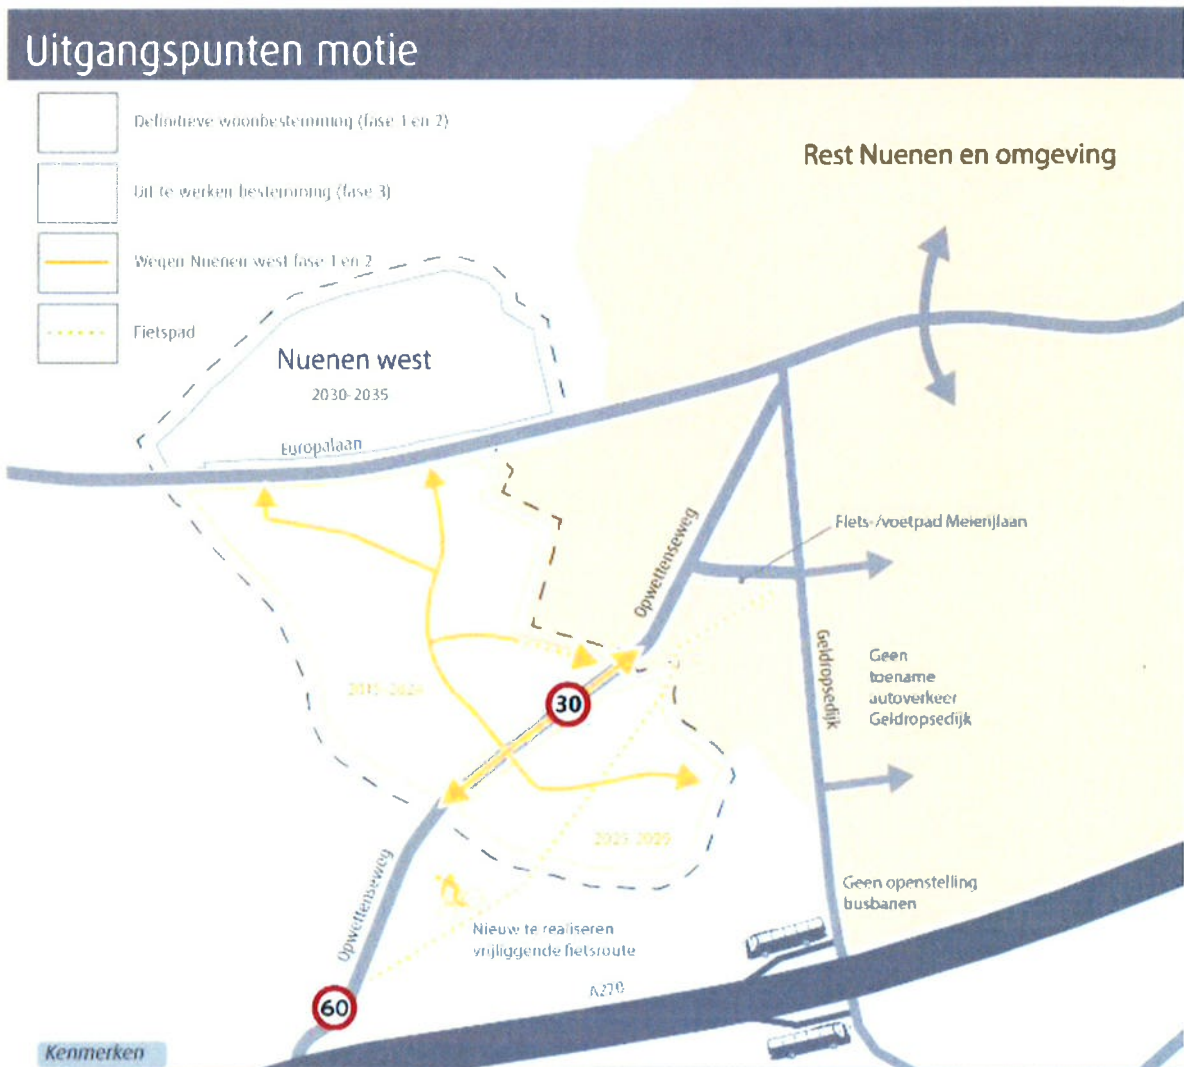 Uitgangspunten motie
Definitieve woonbestemming (fase 1 en 2)
Uit te werken bestemming (fase 3)
Wegen Nuenen west fase 1 en 2
Fietspad
Rest Nuenen en omgeving
Nuenen west
2030-2035
Europalaan
Opwettenseweg
Fiets-/voetpad Meierijlaan
Geldropsedijk
Geen
toename
autoverkeer
Geldropsedijk
30
Opwettenseweg
Geen openstelling
busbanen
Nieuw te realiseren
vrijliggende fietsroute
A270
60
Kenmerken